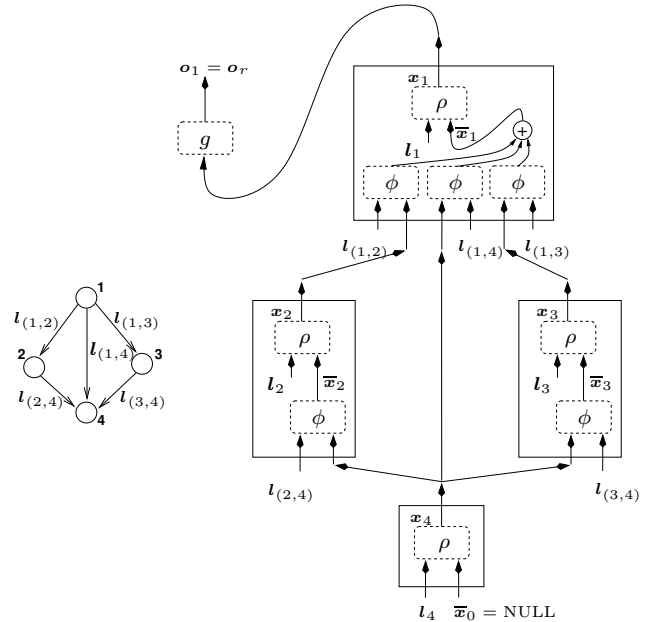 o₁ = oᵣ
x₁
ρ
g
x̅₁
+
l₁
ϕ ϕ ϕ
l₍₁,₂₎ l₍₁,₄₎ l₍₁,₃₎
1
l₍₁,₂₎ l₍₁,₃₎
2 l₍₁,₄₎ 3
l₍₂,₄₎ l₍₃,₄₎
4
x₂
ρ
l₂ x̅₂
ϕ
l₍₂,₄₎
x₃
ρ
l₃ x̅₃
ϕ
l₍₃,₄₎
x₄
ρ
l₄ x̅₀ = NULL